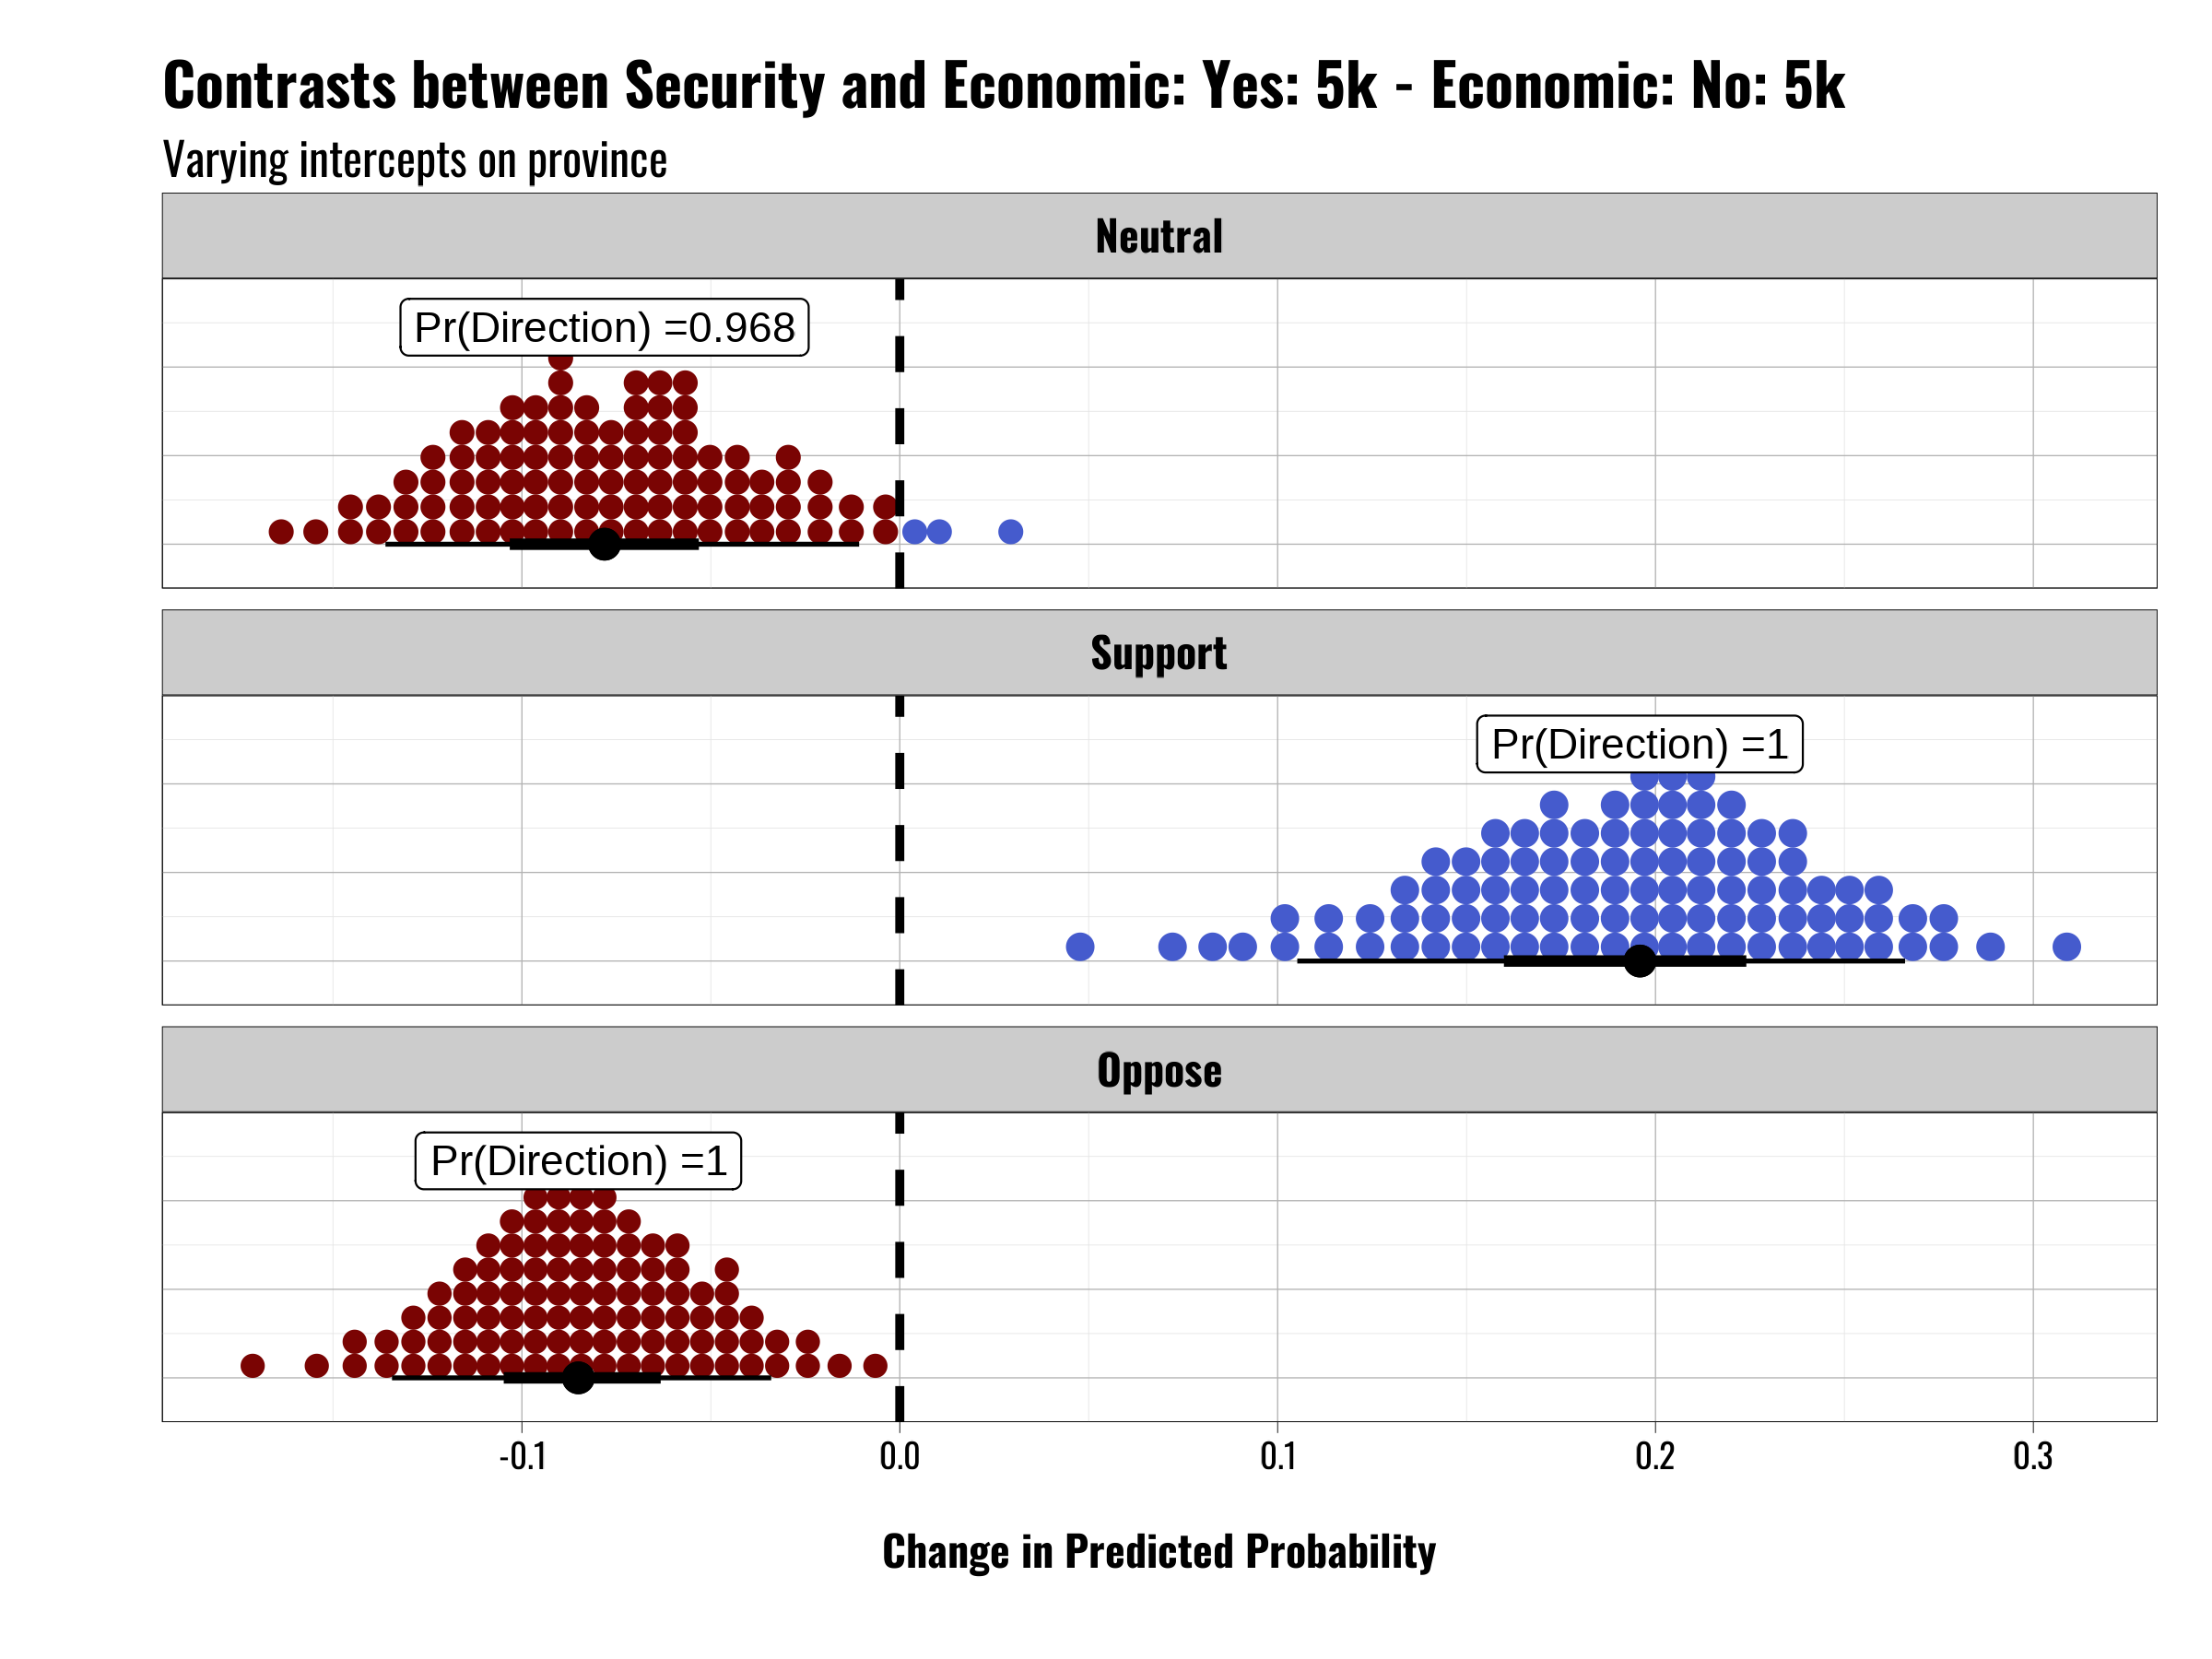 Contrasts between Security and Economic: Yes: 5k - Economic: No: 5k
Varying intercepts on province
Neutral
Pr(Direction) =0.968
Support
Pr(Direction) =1
Oppose
Pr(Direction) =1
-0.1 0.0 0.1 0.2 0.3
Change in Predicted Probability